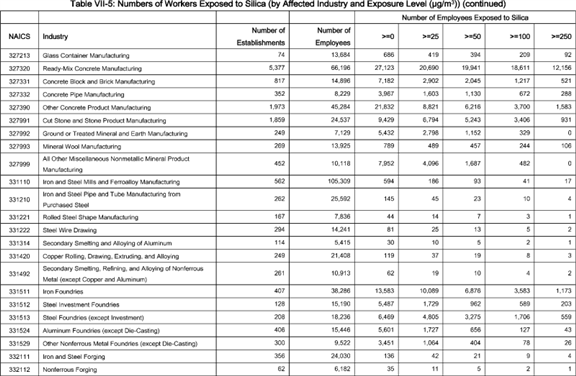 Table VII-5: Numbers of Workers Exposed to Silica (by Affected Industry and Exposure Level (µg/m³)) (continued)
Number of Employees Exposed to Silica
NAICS Industry Number of Establishments Number of Employees >=0 >=25 >=50 >=100 >=250
327213 Glass Container Manufacturing 74 13,684 686 419 394 209 92
327320 Ready-Mix Concrete Manufacturing 5,377 66,196 27,123 20,690 19,941 18,611 12,156
327331 Concrete Block and Brick Manufacturing 817 14,896 7,182 2,902 2,045 1,217 521
327332 Concrete Pipe Manufacturing 352 8,229 3,967 1,603 1,130 672 288
327390 Other Concrete Product Manufacturing 1,973 45,284 21,832 8,821 6,216 3,700 1,583
327991 Cut Stone and Stone Product Manufacturing 1,859 24,537 9,429 6,794 5,243 3,406 931
327992 Ground or Treated Mineral and Earth Manufacturing 249 7,129 5,432 2,798 1,152 329 0
327993 Mineral Wool Manufacturing 269 13,925 789 489 457 244 106
327999 All Other Miscellaneous Nonmetallic Mineral Product Manufacturing 452 10,118 7,952 4,096 1,687 482 0
331110 Iron and Steel Mills and Ferroalloy Manufacturing 562 105,309 594 186 93 41 17
331210 Iron and Steel Pipe and Tube Manufacturing from Purchased Steel 262 25,592 145 45 23 10 4
331221 Rolled Steel Shape Manufacturing 167 7,836 44 14 7 3 1
331222 Steel Wire Drawing 294 14,241 81 25 13 5 2
331314 Secondary Smelting and Alloying of Aluminum 114 5,415 30 10 5 2 1
331420 Copper Rolling, Drawing, Extruding, and Alloying 249 21,408 119 37 19 8 3
331492 Secondary Smelting, Refining, and Alloying of Nonferrous Metal (except Copper and Aluminum) 261 10,913 62 19 10 4 2
331511 Iron Foundries 407 38,286 13,583 10,089 6,876 3,583 1,173
331512 Steel Investment Foundries 128 15,190 5,487 1,729 962 589 203
331513 Steel Foundries (except Investment) 208 18,236 6,469 4,805 3,275 1,706 559
331524 Aluminum Foundries (except Die-Casting) 406 15,446 5,601 1,727 656 127 43
331529 Other Nonferrous Metal Foundries (except Die-Casting) 300 9,522 3,451 1,064 404 78 26
332111 Iron and Steel Forging 356 24,030 136 42 21 9 4
332112 Nonferrous Forging 62 6,182 35 11 5 2 1